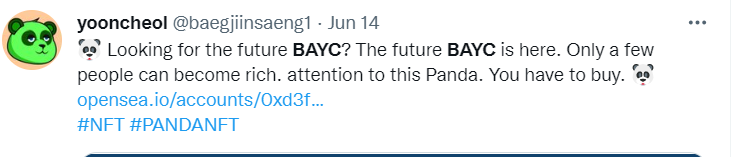 yooncheol @baegjiinsaeng1 · Jun 14
🐼 Looking for the future BAYC? The future BAYC is here. Only a few
people can become rich. attention to this Panda. You have to buy. 🐼
opensea.io/accounts/0xd3f...
#NFT #PANDANFT